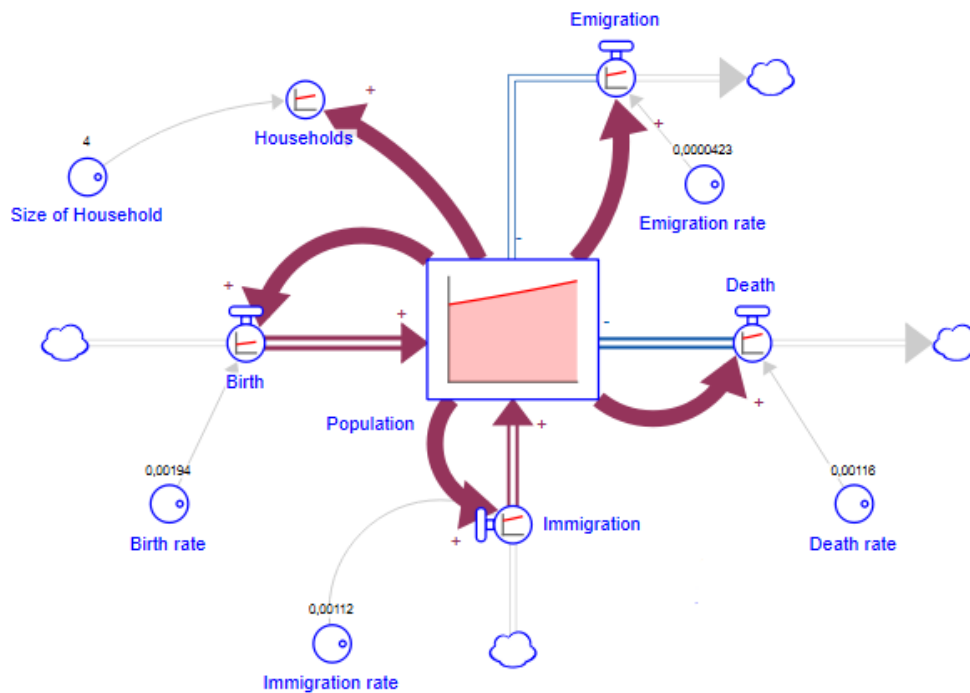 Emigration
+
+
Households
4
+
0,0000423
Size of Household
Emigration rate
-
Death
+
+
-
Birth
+
Population
+
0,00194
0,00116
Immigration
+
Birth rate
Death rate
0,00112
Immigration rate